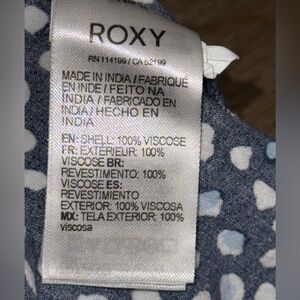 ROXY
RN 114199 / CA 52199
MADE IN INDIA / FABRIQUÉ
EN INDE / FEITO NA
INDIA / FABRICADO EN
INDIA / HECHO EN
INDIA
EN: SHELL: 100% VISCOSE
FR: EXTERIEUR: 100%
VISCOSE BR:
REVESTIMENTO: 100%
VISCOSE ES:
REVESTIMIENTO
EXTERIOR: 100% VISCOSA
MX: TELA EXTERIOR: 100%
viscosa